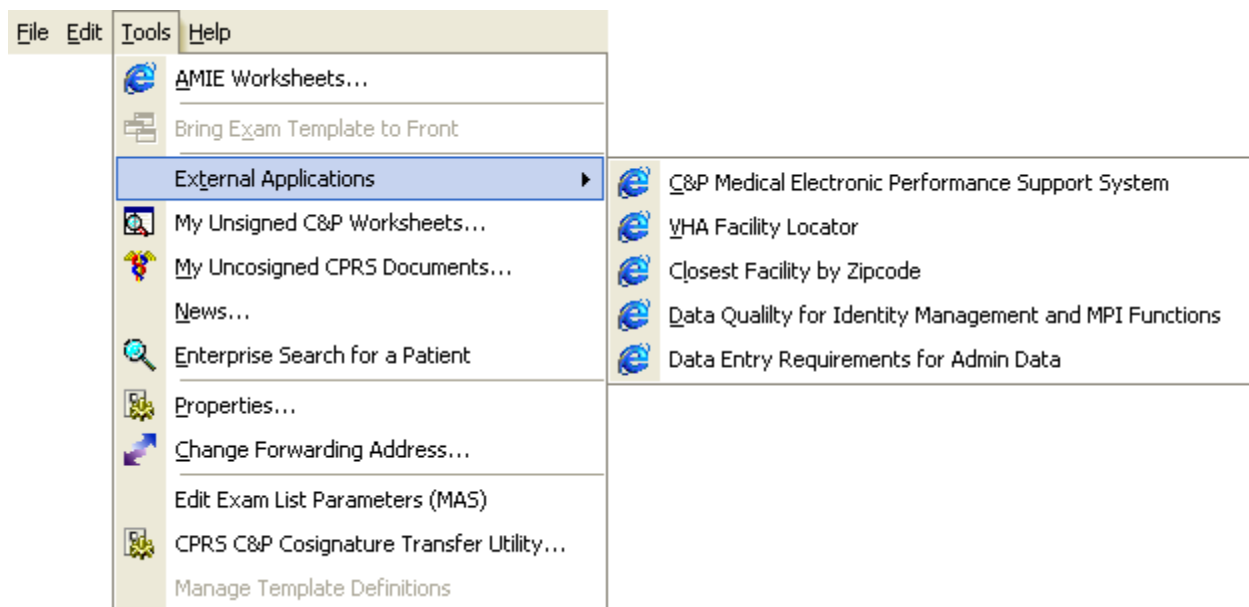 File Edit Tools Help
AMIE Worksheets...
Bring Exam Template to Front
External Applications
My Unsigned C&P Worksheets...
My Uncosigned CPRS Documents...
News...
Enterprise Search for a Patient
Properties...
Change Forwarding Address...
Edit Exam List Parameters (MAS)
CPRS C&P Cosignature Transfer Utility...
Manage Template Definitions
C&P Medical Electronic Performance Support System
VHA Facility Locator
Closest Facility by Zipcode
Data Qualilty for Identity Management and MPI Functions
Data Entry Requirements for Admin Data